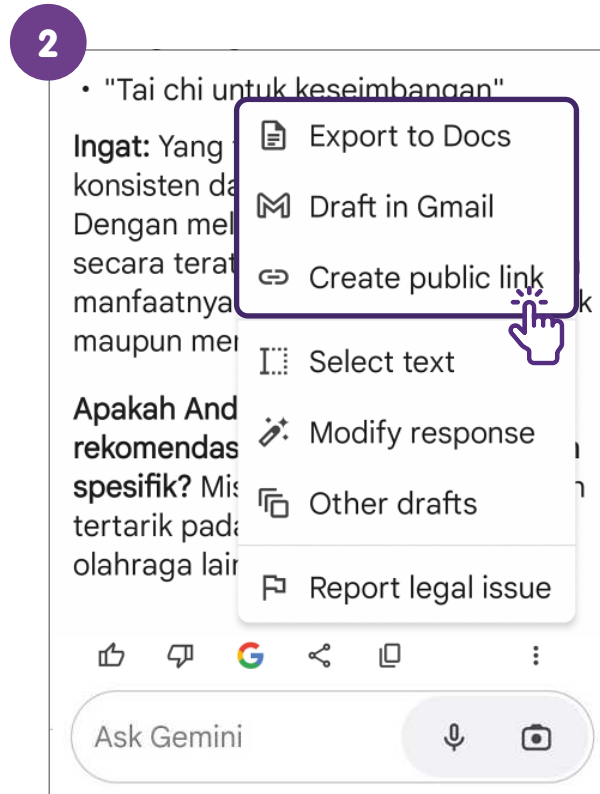 2
• "Tai chi untuk keseimbangan"
Ingat: Yang
konsisten da
Dengan mel
secara terat
manfaatnya k
maupun mer
Apakah And
rekomendas
spesifik? Mis
tertarik pada
olahraga lair
Export to Docs
Draft in Gmail
Create public link
Select text
Modify response
Other drafts
Report legal issue
Ask Gemini